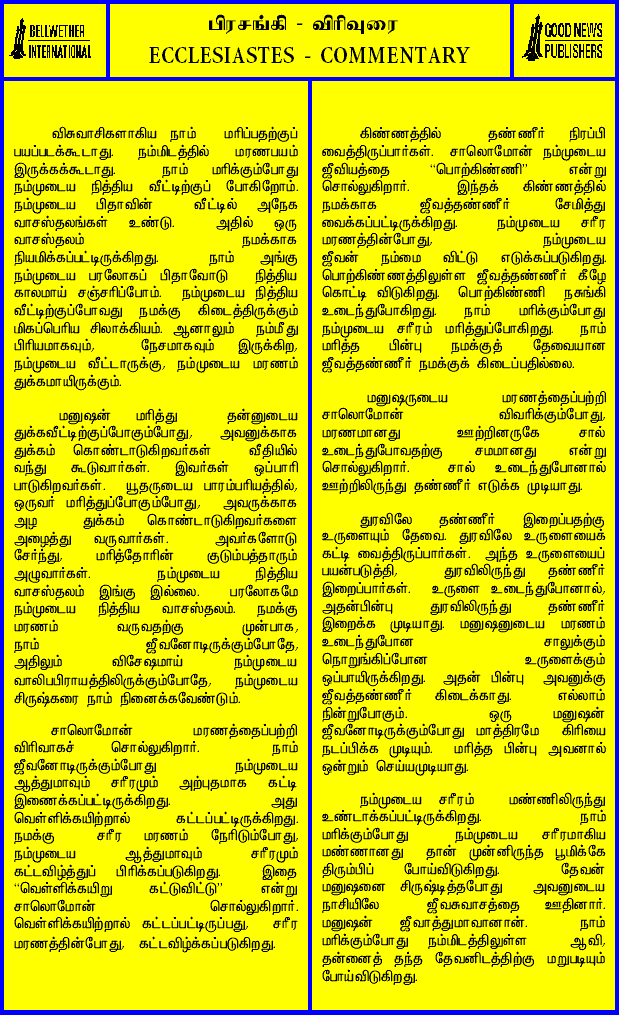 BELLWETHER
INTERNATIONAL
பிரசங்கி - விரிவுரை
ECCLESIASTES - COMMENTARY
GOOD NEWS
PUBLISHERS
விசுவாசிகளாகிய நாம் மரிப்பதற்குப்
பயப்படக்கூடாது. நம்மிடத்தில் மரணபயம்
இருக்கக்கூடாது. நாம் மரிக்கும்போது
நம்முடைய நித்திய வீட்டிற்குப் போகிறோம்.
நம்முடைய பிதாவின் வீட்டில் அநேக
வாசஸ்தலங்கள் உண்டு. அதில் ஒரு
வாசஸ்தலம் நமக்காக
நியமிக்கப்பட்டிருக்கிறது. நாம் அங்கு
நம்முடைய பரலோகப் பிதாவோடு நித்திய
காலமாய் சஞ்சரிப்போம். நம்முடைய நித்திய
வீட்டிற்குப்போவது நமக்கு கிடைத்திருக்கும்
மிகப்பெரிய சிலாக்கியம். ஆனாலும் நம்மீது
பிரியமாகவும், நேசமாகவும் இருக்கிற,
நம்முடைய வீட்டாருக்கு, நம்முடைய மரணம்
துக்கமாயிருக்கும்.
மனுஷன் மரித்து தன்னுடைய
துக்கவீட்டிற்குப்போகும்போது, அவனுக்காக
துக்கம் கொண்டாடுகிறவர்கள் வீதியில்
வந்து கூடுவார்கள். இவர்கள் ஒப்பாரி
பாடுகிறவர்கள். யூதருடைய பாரம்பரியத்தில்,
ஒருவர் மரித்துப்போகும்போது, அவருக்காக
அழ துக்கம் கொண்டாடுகிறவர்களை
அழைத்து வருவார்கள். அவர்களோடு
சேர்ந்து, மரித்தோரின் குடும்பத்தாரும்
அழுவார்கள். நம்முடைய நித்திய
வாசஸ்தலம் இங்கு இல்லை. பரலோகமே
நம்முடைய நித்திய வாசஸ்தலம். நமக்கு
மரணம் வருவதற்கு முன்பாக,
நாம் ஜீவனோடிருக்கும்போதே,
அதிலும் விசேஷமாய் நம்முடைய
வாலிபபிராயத்திலிருக்கும்போதே, நம்முடைய
சிருஷ்கரை நாம் நினைக்கவேண்டும்.
சாலொமோன் மரணத்தைப்பற்றி
விரிவாகச் சொல்லுகிறார். நாம்
ஜீவனோடிருக்கும்போது நம்முடைய
ஆத்துமாவும் சரீரமும் அற்புதமாக கட்டி
இணைக்கப்பட்டிருக்கிறது. அது
வெள்ளிக்கயிற்றால் கட்டப்பட்டிருக்கிறது.
நமக்கு சரீர மரணம் நேரிடும்போது,
நம்முடைய ஆத்துமாவும் சரீரமும்
கட்டவிழ்த்துப் பிரிக்கப்படுகிறது. இதை
“வெள்ளிக்கயிறு கட்டுவிட்டு” என்று
சாலொமோன் சொல்லுகிறார்.
வெள்ளிக்கயிற்றால் கட்டப்பட்டிருப்பது, சரீர
மரணத்தின்போது, கட்டவிழ்க்கப்படுகிறது.
கிண்ணத்தில் தண்ணீர் நிரப்பி
வைத்திருப்பார்கள். சாலொமோன் நம்முடைய
ஜீவியத்தை “பொற்கிண்ணி” என்று
சொல்லுகிறார். இந்தக் கிண்ணத்தில்
நமக்காக ஜீவத்தண்ணீர் சேமித்து
வைக்கப்பட்டிருக்கிறது. நம்முடைய சரீர
மரணத்தின்போது, நம்முடைய
ஜீவன் நம்மை விட்டு எடுக்கப்படுகிறது.
பொற்கிண்ணத்திலுள்ள ஜீவத்தண்ணீர் கீழே
கொட்டி விடுகிறது. பொற்கிண்ணி நசுங்கி
உடைந்துபோகிறது. நாம் மரிக்கும்போது
நம்முடைய சரீரம் மரித்துப்போகிறது. நாம்
மரித்த பின்பு நமக்குத் தேவையான
ஜீவத்தண்ணீர் நமக்குக் கிடைப்பதில்லை.
மனுஷருடைய மரணத்தைப்பற்றி
சாலொமோன் விவரிக்கும்போது,
மரணமானது ஊற்றினருகே சால்
உடைந்துபோவதற்கு சமமானது என்று
சொல்லுகிறார். சால் உடைந்துபோனால்
ஊற்றிலிருந்து தண்ணீர் எடுக்க முடியாது.
துரவிலே தண்ணீர் இறைப்பதற்கு
உருளையும் தேவை. துரவிலே உருளையைக்
கட்டி வைத்திருப்பார்கள். அந்த உருளையைப்
பயன்படுத்தி, துரவிலிருந்து தண்ணீர்
இறைப்பார்கள். உருளை உடைந்துபோனால்,
அதன்பின்பு துரவிலிருந்து தண்ணீர்
இறைக்க முடியாது. மனுஷனுடைய மரணம்
உடைந்துபோன சாலுக்கும்
நொறுங்கிப்போன உருளைக்கும்
ஒப்பாயிருக்கிறது. அதன் பின்பு அவனுக்கு
ஜீவத்தண்ணீர் கிடைக்காது. எல்லாம்
நின்றுபோகும். ஒரு மனுஷன்
ஜீவனோடிருக்கும்போது மாத்திரமே கிரியை
நடப்பிக்க முடியும். மரித்த பின்பு அவனால்
ஒன்றும் செய்யமுடியாது.
நம்முடைய சரீரம் மண்ணிலிருந்து
உண்டாக்கப்பட்டிருக்கிறது. நாம்
மரிக்கும்போது நம்முடைய சரீரமாகிய
மண்ணானது தான் முன்னிருந்த பூமிக்கே
திரும்பிப் போய்விடுகிறது. தேவன்
மனுஷனை சிருஷ்டித்தபோது அவனுடைய
நாசியிலே ஜீவசுவாசத்தை ஊதினார்.
மனுஷன் ஜீவாத்துமாவானான். நாம்
மரிக்கும்போது நம்மிடத்திலுள்ள ஆவி,
தன்னைத் தந்த தேவனிடத்திற்கு மறுபடியும்
போய்விடுகிறது.